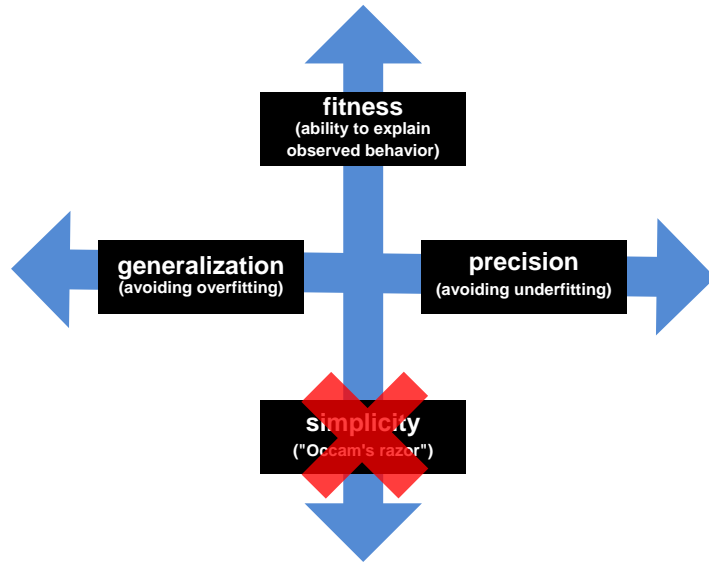 fitness
(ability to explain
observed behavior)
generalization
(avoiding overfitting)
precision
(avoiding underfitting)
simplicity
("Occam's razor")